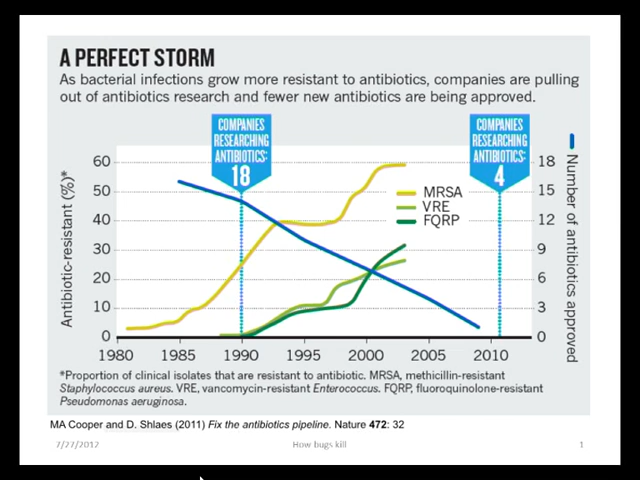 A PERFECT STORM
As bacterial infections grow more resistant to antibiotics, companies are pulling
out of antibiotics research and fewer new antibiotics are being approved.
COMPANIES
RESEARCHING
ANTIBIOTICS:
18
COMPANIES
RESEARCHING
ANTIBIOTICS:
4
Antibiotic-resistant (%)*
60
50
40
30
20
10
0
MRSA
VRE
FQRP
18
15
12
9
6
3
0
Number of antibiotics approved
1980 1985 1990 1995 2000 2005 2010
*Proportion of clinical isolates that are resistant to antibiotic. MRSA, methicillin-resistant
Staphylococcus aureus. VRE, vancomycin-resistant Enterococcus. FQRP, fluoroquinolone-resistant
Pseudomonas aeruginosa.
MA Cooper and D. Shlaes (2011) Fix the antibiotics pipeline. Nature 472: 32
7/27/2012 How bugs kill 1